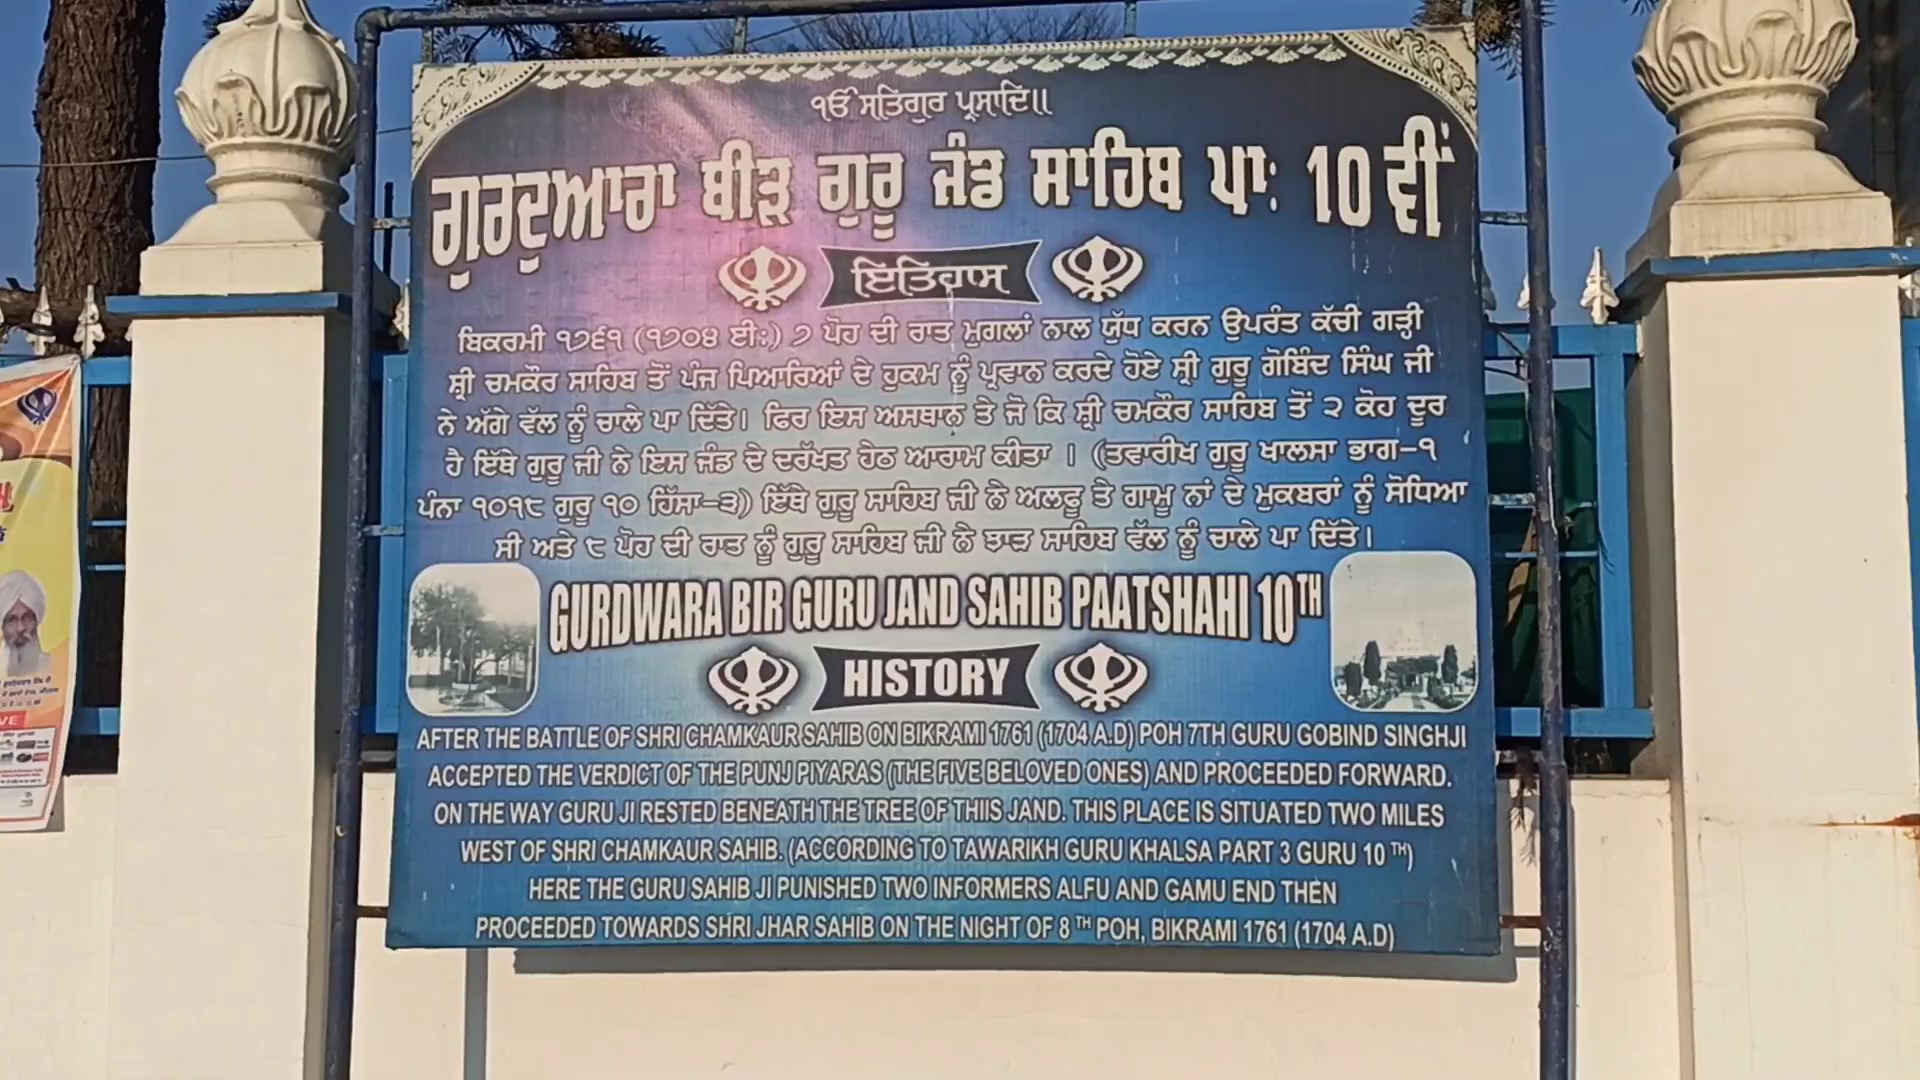 ੴ ਸਤਿਗੁਰ ਪ੍ਰਸਾਦਿ॥
ਗੁਰਦੁਆਰਾ ਬੀੜ ਗੁਰੂ ਜੰਡ ਸਾਹਿਬ ਪਾ: 10 ਵੀਂ
ਇਤਿਹਾਸ
ਬਿਕਰਮੀ ੧੭੬੧ (੧੭੦੪ ਈ:) ੭ ਪੋਹ ਦੀ ਰਾਤ ਮੁਗਲਾਂ ਨਾਲ ਯੁੱਧ ਕਰਨ ਉਪਰੰਤ ਕੱਚੀ ਗੜ੍ਹੀ
ਸ਼੍ਰੀ ਚਮਕੌਰ ਸਾਹਿਬ ਤੋਂ ਪੰਜ ਪਿਆਰਿਆਂ ਦੇ ਹੁਕਮ ਨੂੰ ਪ੍ਰਵਾਨ ਕਰਦੇ ਹੋਏ ਸ਼੍ਰੀ ਗੁਰੂ ਗੋਬਿੰਦ ਸਿੰਘ ਜੀ
ਨੇ ਅੱਗੇ ਵੱਲ ਨੂੰ ਚਾਲੇ ਪਾ ਦਿੱਤੇ। ਫਿਰ ਇਸ ਅਸਥਾਨ ਤੇ ਜੋ ਕਿ ਸ਼੍ਰੀ ਚਮਕੌਰ ਸਾਹਿਬ ਤੋਂ ੨ ਕੋਹ ਦੂਰ
ਹੈ ਇੱਥੇ ਗੁਰੂ ਜੀ ਨੇ ਇਸ ਜੰਡ ਦੇ ਦਰੱਖਤ ਹੇਠ ਆਰਾਮ ਕੀਤਾ । (ਤਵਾਰੀਖ ਗੁਰੂ ਖਾਲਸਾ ਭਾਗ-੧
ਪੰਨਾ ੧੦੧੮ ਗੁਰੂ ੧੦ ਹਿੱਸਾ-੩) ਇੱਥੇ ਗੁਰੂ ਸਾਹਿਬ ਜੀ ਨੇ ਅਲਫੂ ਤੇ ਗਾਮੂ ਨਾਂ ਦੇ ਮੁਕਬਰਾਂ ਨੂੰ ਸੋਧਿਆ
ਸੀ ਅਤੇ ੮ ਪੋਹ ਦੀ ਰਾਤ ਨੂੰ ਗੁਰੂ ਸਾਹਿਬ ਜੀ ਨੇ ਝਾੜ ਸਾਹਿਬ ਵੱਲ ਨੂੰ ਚਾਲੇ ਪਾ ਦਿੱਤੇ।
GURDWARA BIR GURU JAND SAHIB PAATSHAHI 10TH
HISTORY
AFTER THE BATTLE OF SHRI CHAMKAUR SAHIB ON BIKRAMI 1761 (1704 A.D) POH 7TH GURU GOBIND SINGHJI
ACCEPTED THE VERDICT OF THE PUNJ PIYARAS (THE FIVE BELOVED ONES) AND PROCEEDED FORWARD.
ON THE WAY GURU JI RESTED BENEATH THE TREE OF THIIS JAND. THIS PLACE IS SITUATED TWO MILES
WEST OF SHRI CHAMKAUR SAHIB. (ACCORDING TO TAWARIKH GURU KHALSA PART 3 GURU 10 TH)
HERE THE GURU SAHIB JI PUNISHED TWO INFORMERS ALFU AND GAMU END THEN
PROCEEDED TOWARDS SHRI JHAR SAHIB ON THE NIGHT OF 8 TH POH, BIKRAMI 1761 (1704 A.D)